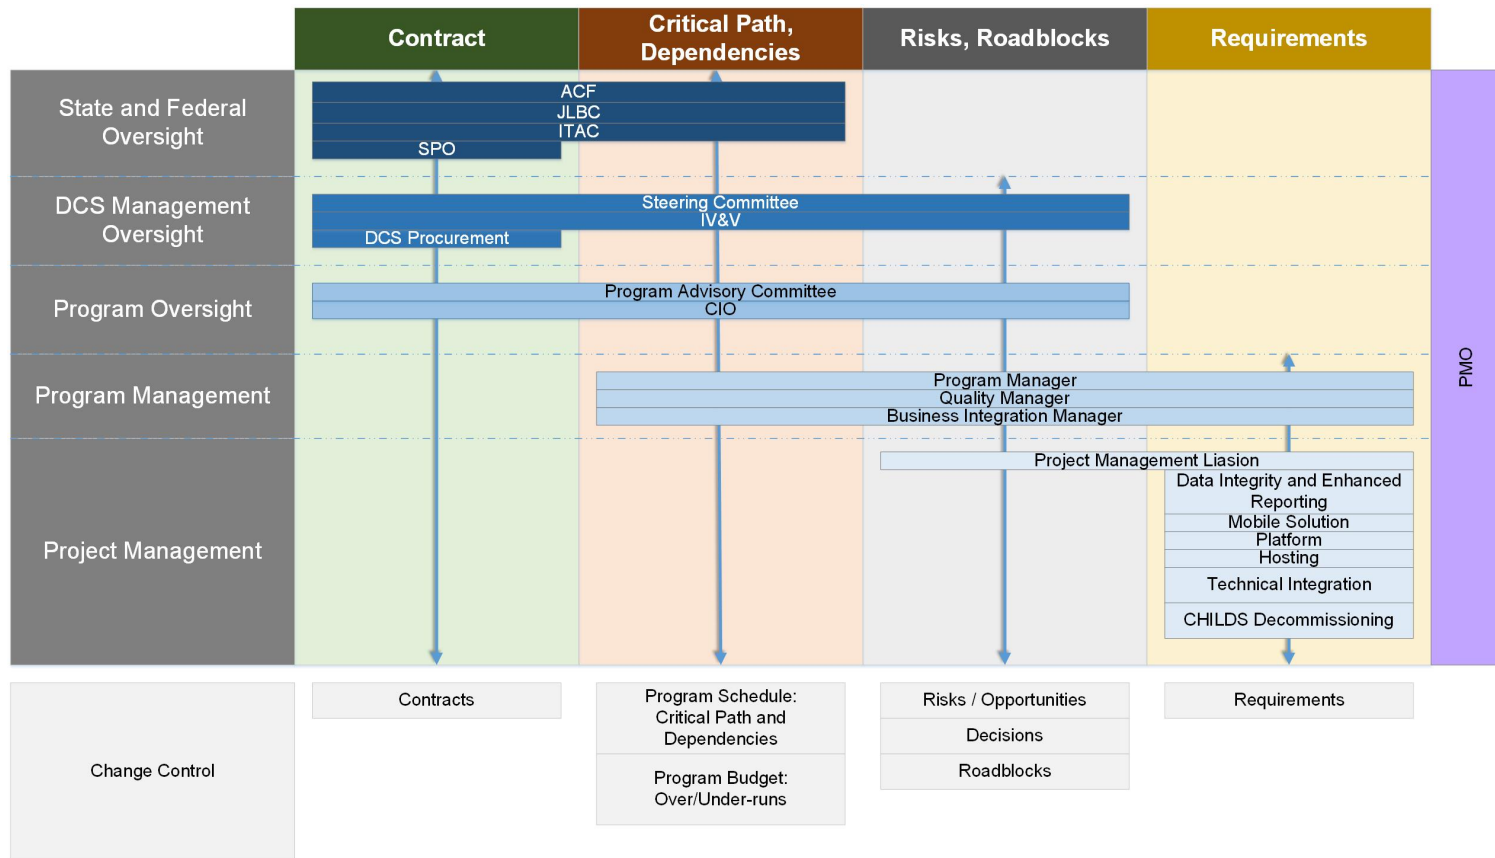 Contract
Critical Path,
Dependencies
Risks, Roadblocks
Requirements
State and Federal
Oversight
ACF
JLBC
ITAC
SPO
DCS Management
Oversight
Steering Committee
IV&V
DCS Procurement
Program Oversight
Program Advisory Committee
CIO
Program Management
Program Manager
Quality Manager
Business Integration Manager
Project Management
Project Management Liasion
Data Integrity and Enhanced
Reporting
Mobile Solution
Platform
Hosting
Technical Integration
CHILDS Decommissioning
PMO
Change Control
Contracts
Program Schedule:
Critical Path and
Dependencies
Program Budget:
Over/Under-runs
Risks / Opportunities
Decisions
Roadblocks
Requirements